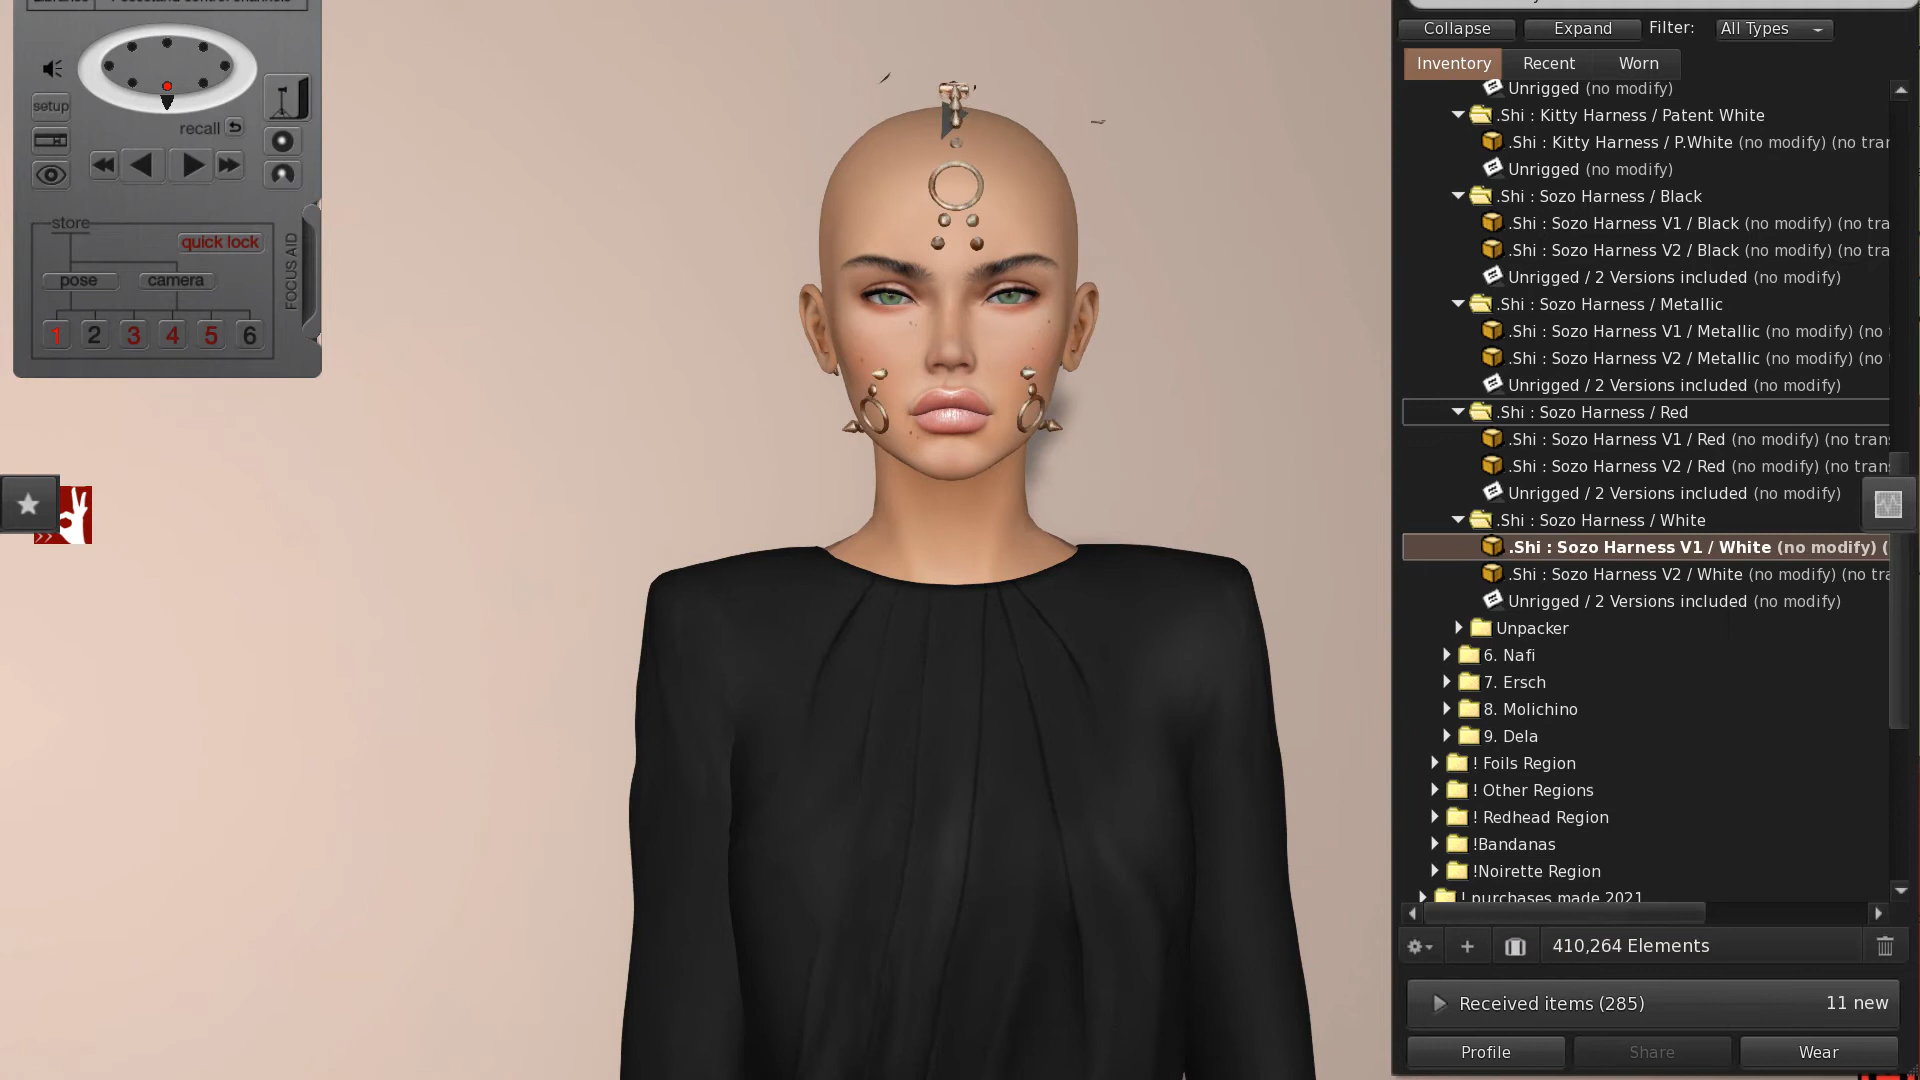 setup
recall
store
quick lock
pose camera
1 2 3 4 5 6
FOCUS AID
Collapse Expand Filter: All Types
Inventory Recent Worn
Unrigged (no modify)
.Shi : Kitty Harness / Patent White
.Shi : Kitty Harness / P.White (no modify) (no trar
Unrigged (no modify)
.Shi : Sozo Harness / Black
.Shi : Sozo Harness V1 / Black (no modify) (no tra
.Shi : Sozo Harness V2 / Black (no modify) (no tra
Unrigged / 2 Versions included (no modify)
.Shi : Sozo Harness / Metallic
.Shi : Sozo Harness V1 / Metallic (no modify) (no
.Shi : Sozo Harness V2 / Metallic (no modify) (no
Unrigged / 2 Versions included (no modify)
.Shi : Sozo Harness / Red
.Shi : Sozo Harness V1 / Red (no modify) (no tran
.Shi : Sozo Harness V2 / Red (no modify) (no tran
Unrigged / 2 Versions included (no modify)
.Shi : Sozo Harness / White
.Shi : Sozo Harness V1 / White (no modify) (
.Shi : Sozo Harness V2 / White (no modify) (no tra
Unrigged / 2 Versions included (no modify)
Unpacker
6. Nafi
7. Ersch
8. Molichino
9. Dela
! Foils Region
! Other Regions
! Redhead Region
!Bandanas
!Noirette Region
! purchases made 2021
410,264 Elements
Received items (285) 11 new
Profile Share Wear